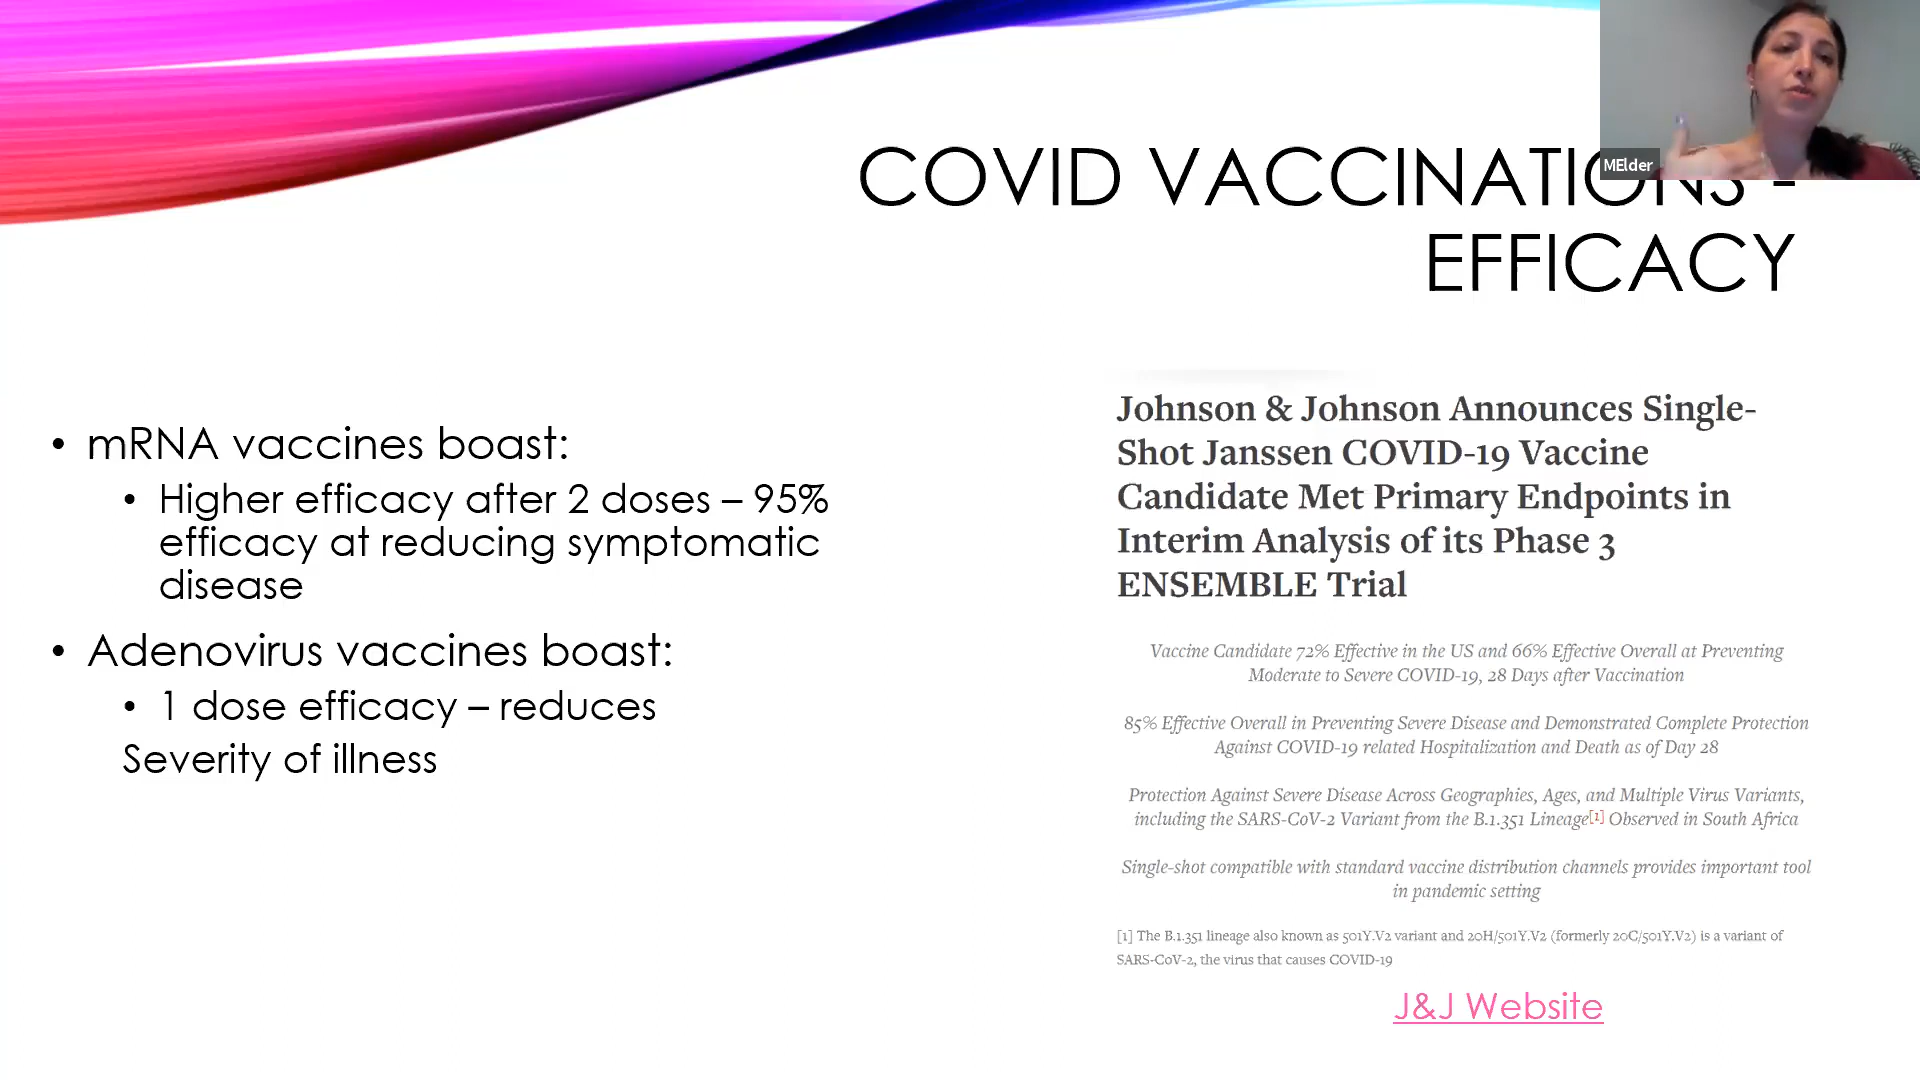 MElder
COVID VACCINATIONS -
EFFICACY
• mRNA vaccines boast:
• Higher efficacy after 2 doses – 95%
efficacy at reducing symptomatic
disease
• Adenovirus vaccines boast:
• 1 dose efficacy – reduces
Severity of illness
Johnson & Johnson Announces Single-
Shot Janssen COVID-19 Vaccine
Candidate Met Primary Endpoints in
Interim Analysis of its Phase 3
ENSEMBLE Trial
Vaccine Candidate 72% Effective in the US and 66% Effective Overall at Preventing
Moderate to Severe COVID-19, 28 Days after Vaccination
85% Effective Overall in Preventing Severe Disease and Demonstrated Complete Protection
Against COVID-19 related Hospitalization and Death as of Day 28
Protection Against Severe Disease Across Geographies, Ages, and Multiple Virus Variants,
including the SARS-CoV-2 Variant from the B.1.351 Lineage[1] Observed in South Africa
Single-shot compatible with standard vaccine distribution channels provides important tool
in pandemic setting
[1] The B.1.351 lineage also known as 501Y.V2 variant and 20H/501Y.V2 (formerly 20C/501Y.V2) is a variant of
SARS-CoV-2, the virus that causes COVID-19
J&J Website